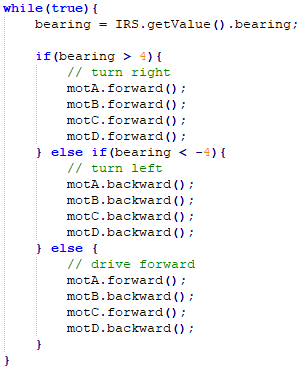 while(true){
    bearing = IRS.getValue().bearing;

    if(bearing > 4){
        // turn right
        motA.forward();
        motB.forward();
        motC.forward();
        motD.forward();
    } else if(bearing < -4){
        // turn left
        motA.backward();
        motB.backward();
        motC.backward();
        motD.backward();
    } else {
        // drive forward
        motA.forward();
        motB.backward();
        motC.forward();
        motD.backward();
    }
}